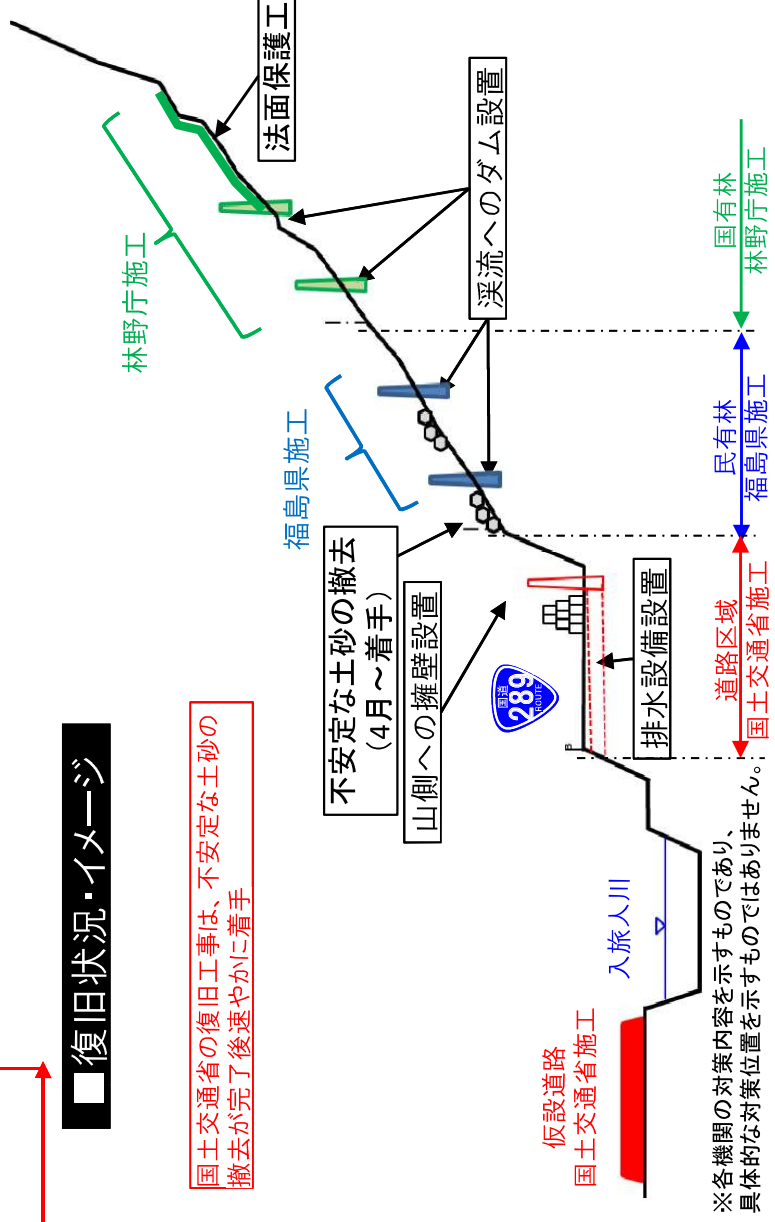 ■復旧状況・イメージ
国土交通省の復旧工事は、不安定な土砂の
撤去が完了後速やかに着手
林野庁施工
法面保護工
福島県施工
渓流へのダム設置
不安定な土砂の撤去
(4月～着手)
山側への擁壁設置
国道
289
ROUTE
排水設備設置
入旅人川
仮設道路
国土交通省施工
道路区域
国土交通省施工
民有林
福島県施工
国有林
林野庁施工
※各機関の対策内容を示すものであり、
具体的な対策位置を示すものではありません。